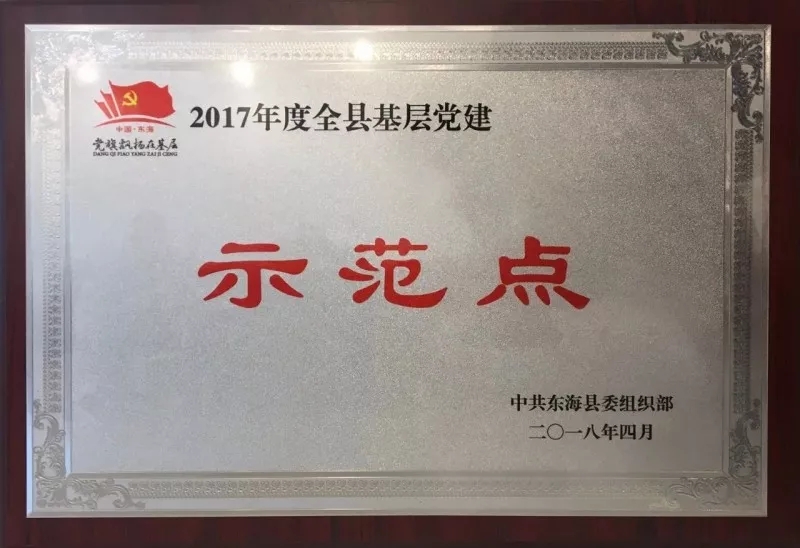 中国·东海
党旗飘扬在基层
DANG QI PIAO YANG ZAI JI CENG
2017年度全县基层党建
示范点
中共东海县委组织部
二〇一八年四月